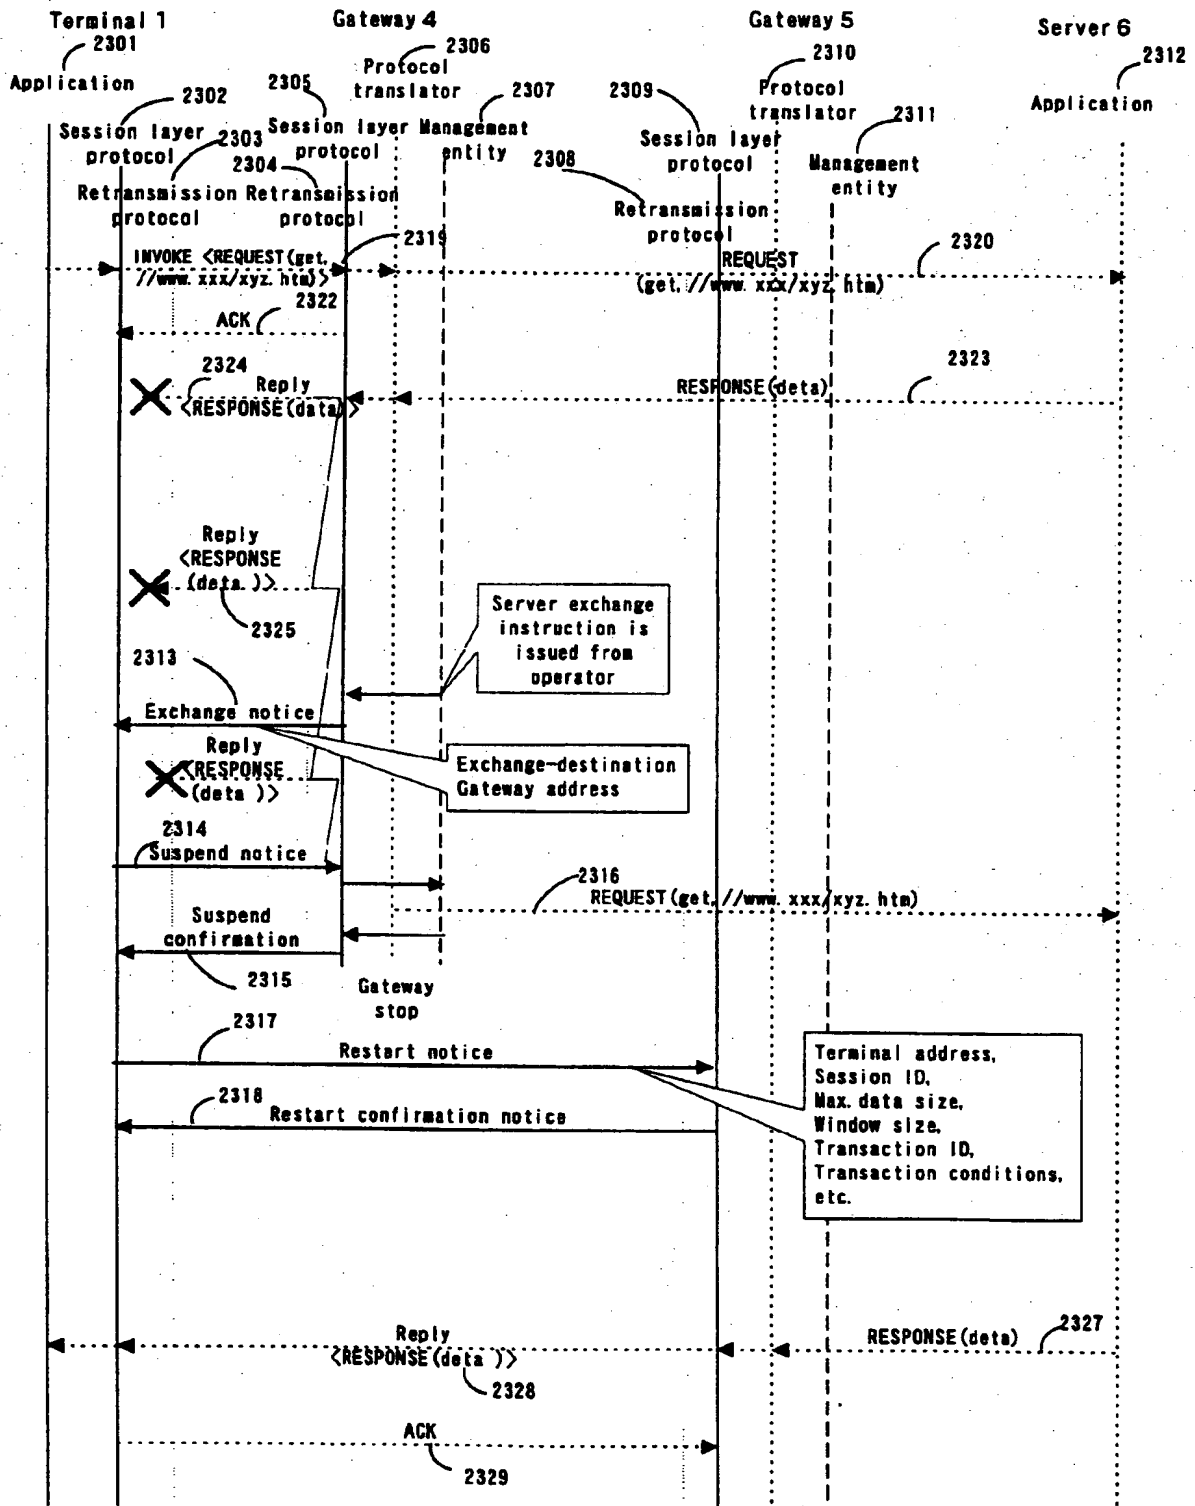 Terminal 1
Gateway 4
Gateway 5
Server 6
2301
2306
2310
2312
Application
2302
2305
Protocol
translator
2307
2309
Protocol
translator
2311
Application
Session layer
protocol
2303
Session layer
protocol
Management
entity
Session layer
protocol
Management
entity
2304
2308
Retransmission
protocol
Retransmission
protocol
Retransmission
protocol
INVOKE <REQUEST(get,
//www.xxx/xyz.htm)>
2319
REQUEST
(get,//www.xxx/xyz.htm)
2320
ACK
2322
2324
Reply
<RESPONSE(data)>
RESPONSE(deta)
2323
Reply
<RESPONSE
(deta )>
2325
Server exchange
instruction is
issued from
operator
2313
Exchange notice
Reply
<RESPONSE
(deta )>
Exchange-destination
Gateway address
2314
Suspend notice
2316
REQUEST(get,//www.xxx/xyz.htm)
Suspend
confirmation
2315
Gateway
stop
2317
Restart notice
Terminal address,
Session ID,
Max.data size,
Window size,
Transaction ID,
Transaction conditions,
etc.
2318
Restart confirmation notice
Reply
<RESPONSE(deta )>
2328
RESPONSE(deta)
2327
ACK
2329